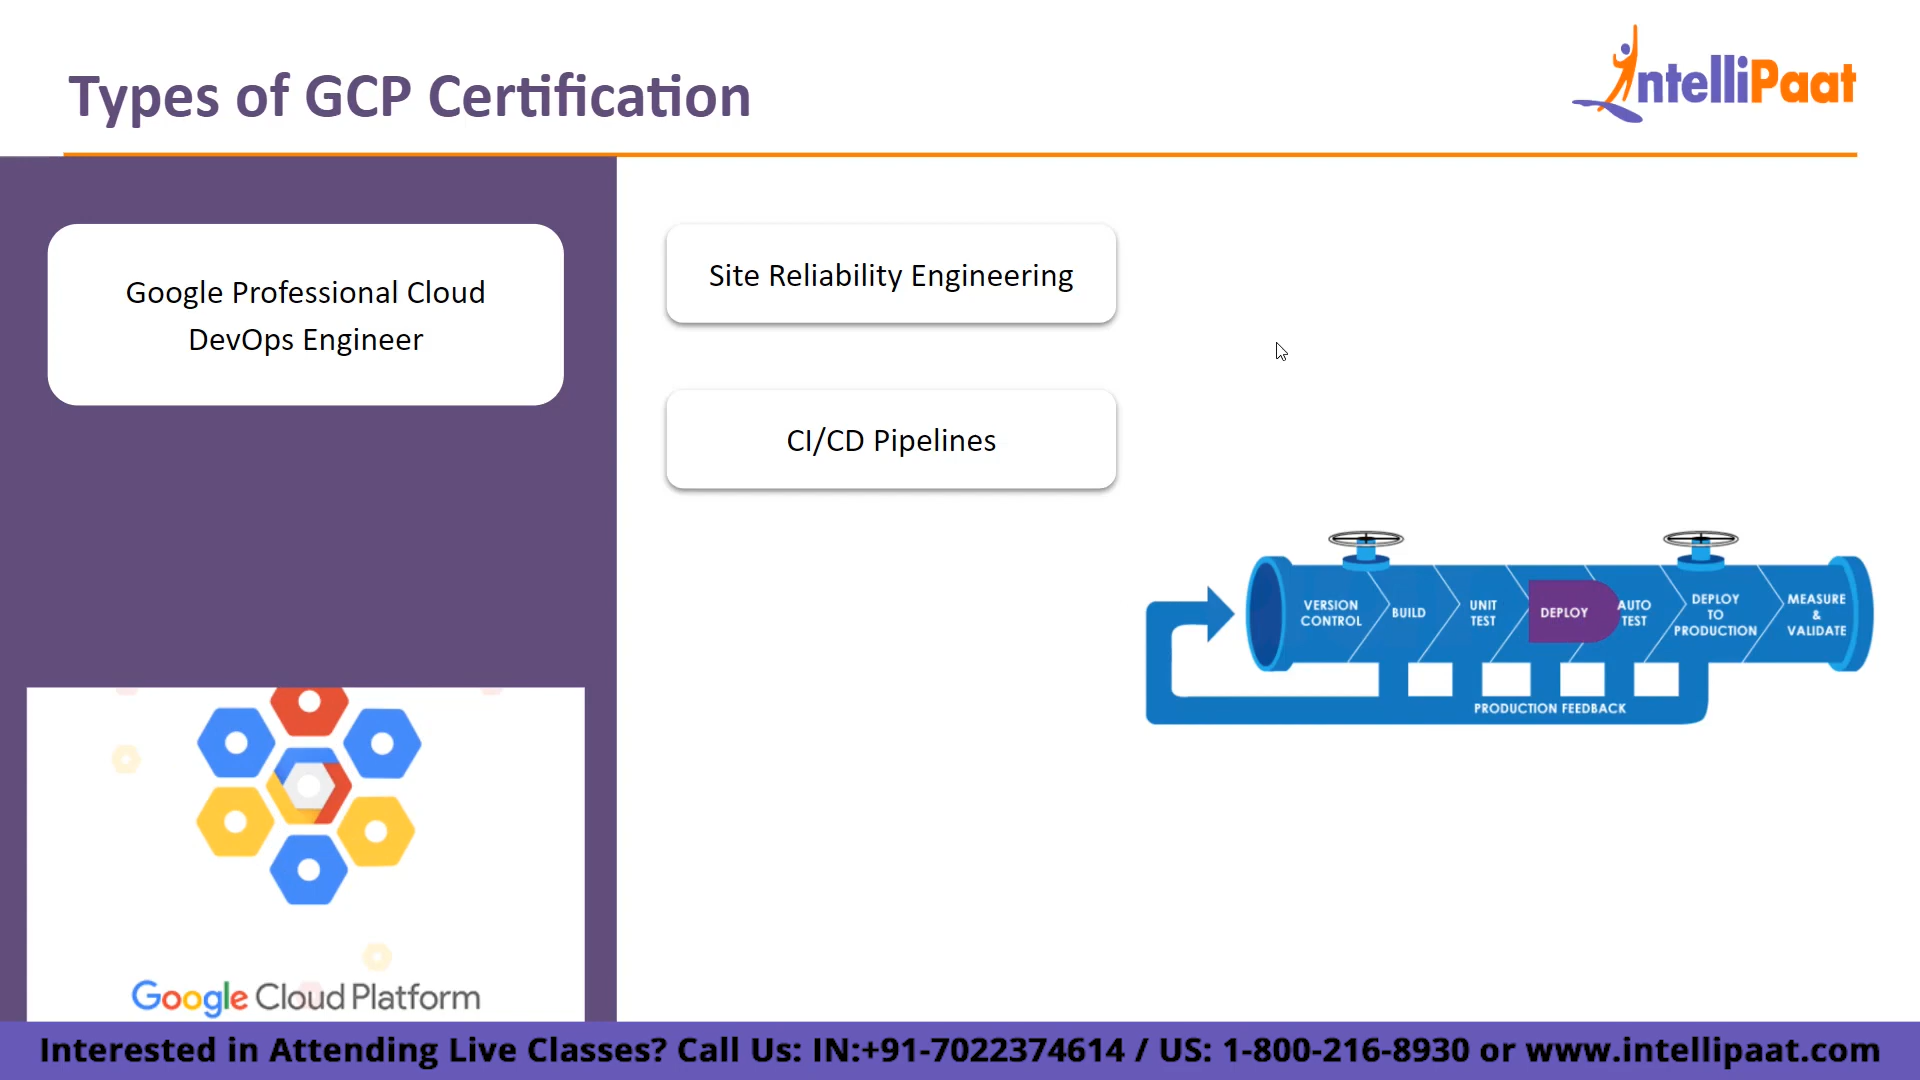 Types of GCP Certification
IntelliPaat
Google Professional Cloud
DevOps Engineer
Site Reliability Engineering
CI/CD Pipelines
VERSION
CONTROL
BUILD
UNIT
TEST
DEPLOY
AUTO
TEST
DEPLOY
TO
PRODUCTION
MEASURE
&
VALIDATE
PRODUCTION FEEDBACK
Google Cloud Platform
Interested in Attending Live Classes? Call Us: IN:+91-7022374614 / US: 1-800-216-8930 or www.intellipaat.com